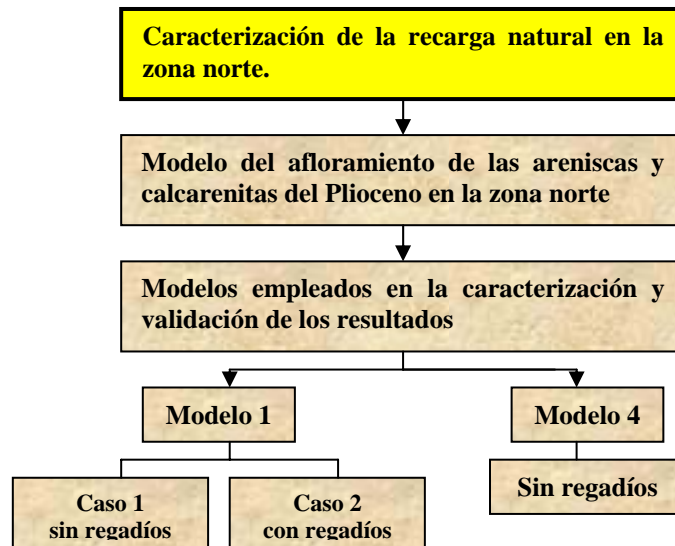 Caracterización de la recarga natural en la
zona norte.
Modelo del afloramiento de las areniscas y
calcarenitas del Plioceno en la zona norte
Modelos empleados en la caracterización y
validación de los resultados
Modelo 1
Modelo 4
Caso 1
sin regadíos
Caso 2
con regadíos
Sin regadíos